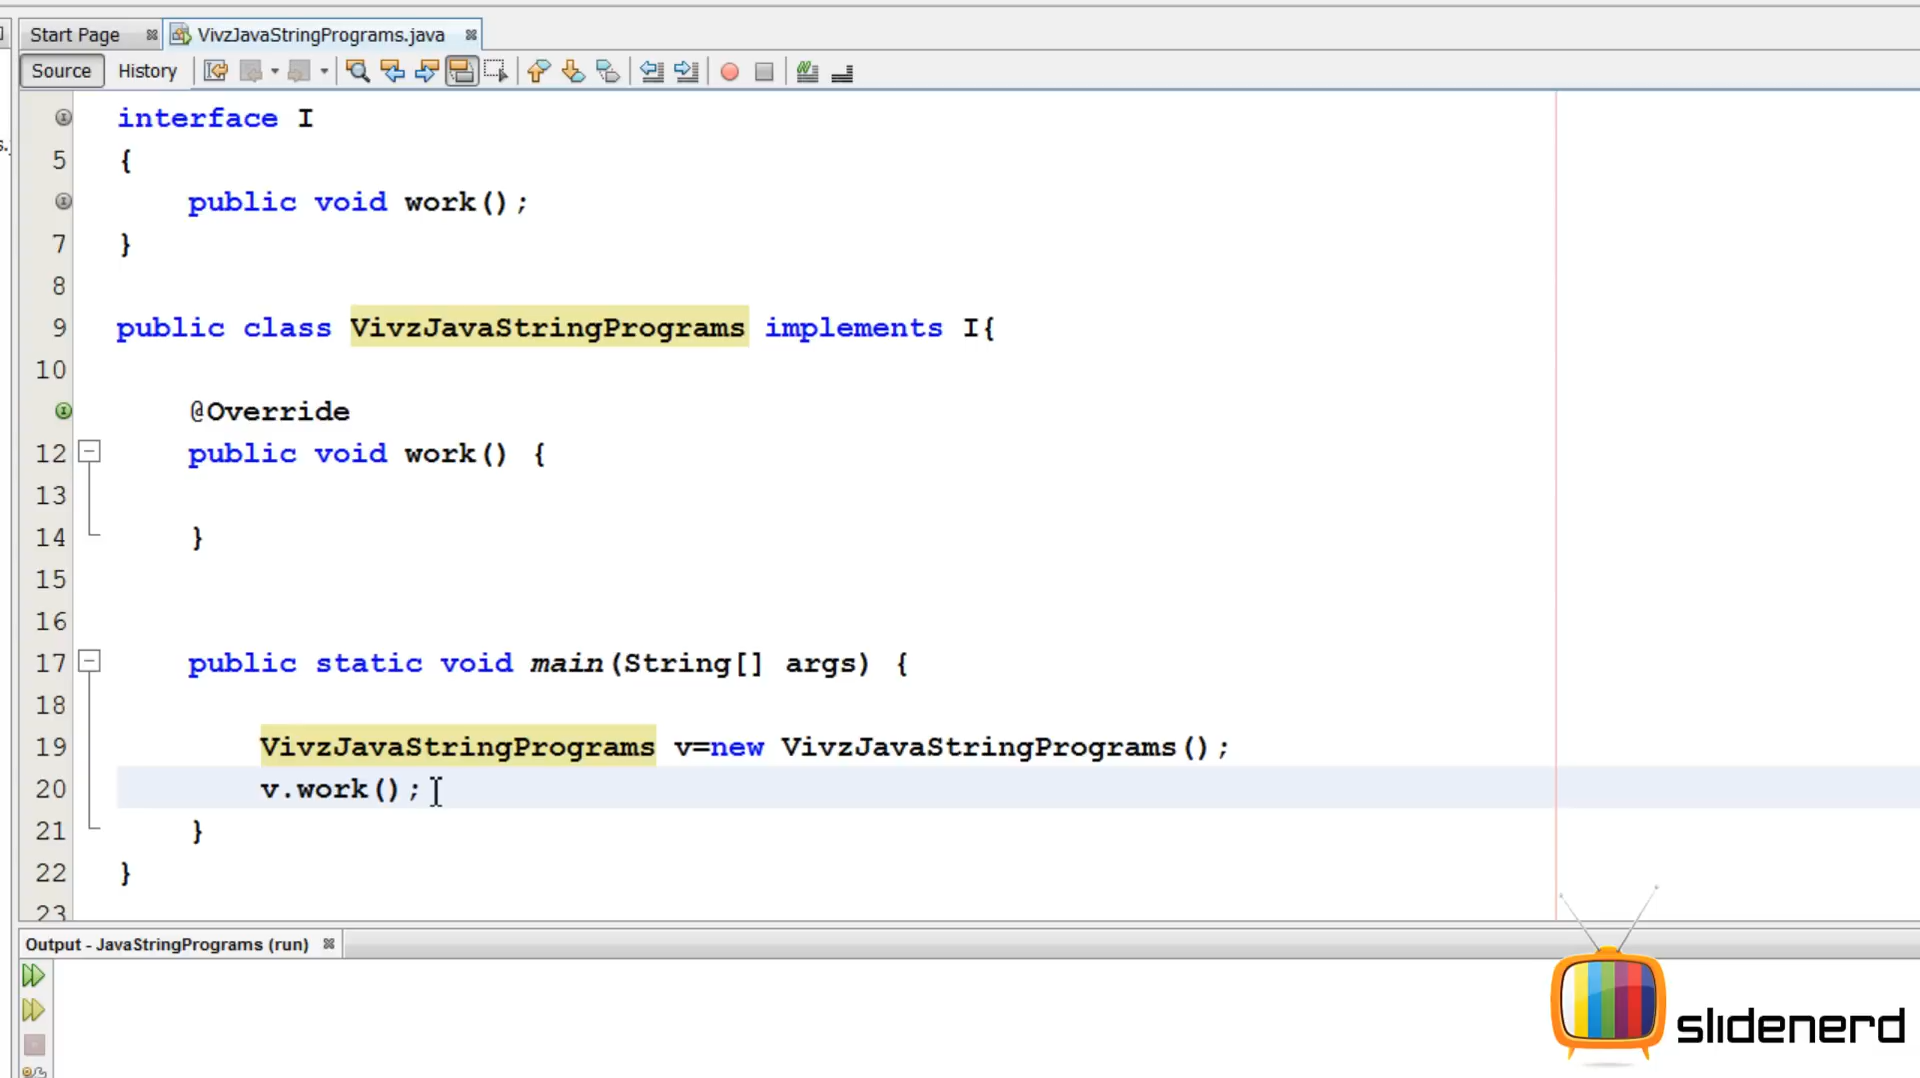 Start Page VivzJavaStringPrograms.java
Source History
interface I
5 {
public void work();
7 }
8
9 public class VivzJavaStringPrograms implements I{
10
@Override
12 public void work() {
13
14 }
15
16
17 public static void main(String[] args) {
18
19 VivzJavaStringPrograms v=new VivzJavaStringPrograms();
20 v.work();
21 }
22 }
23
Output - JavaStringPrograms (run)
slidenerd